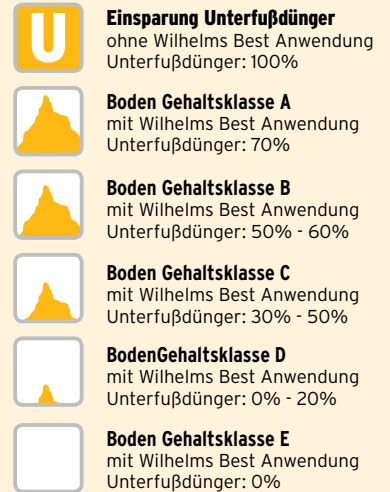 U
Einsparung Unterfußdünger
ohne Wilhelms Best Anwendung
Unterfußdünger: 100%
Boden Gehaltsklasse A
mit Wilhelms Best Anwendung
Unterfußdünger: 70%
Boden Gehaltsklasse B
mit Wilhelms Best Anwendung
Unterfußdünger: 50% - 60%
Boden Gehaltsklasse C
mit Wilhelms Best Anwendung
Unterfußdünger: 30% - 50%
BodenGehaltsklasse D
mit Wilhelms Best Anwendung
Unterfußdünger: 0% - 20%
Boden Gehaltsklasse E
mit Wilhelms Best Anwendung
Unterfußdünger: 0%